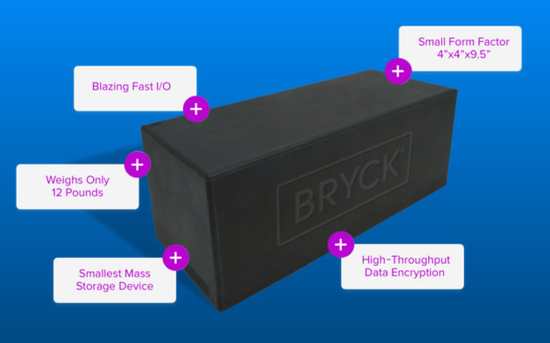 Small Form Factor
4”x4”x9.5”
Blazing Fast I/O
Weighs Only
12 Pounds
BRYCK®
Smallest Mass
Storage Device
High-Throughput
Data Encryption